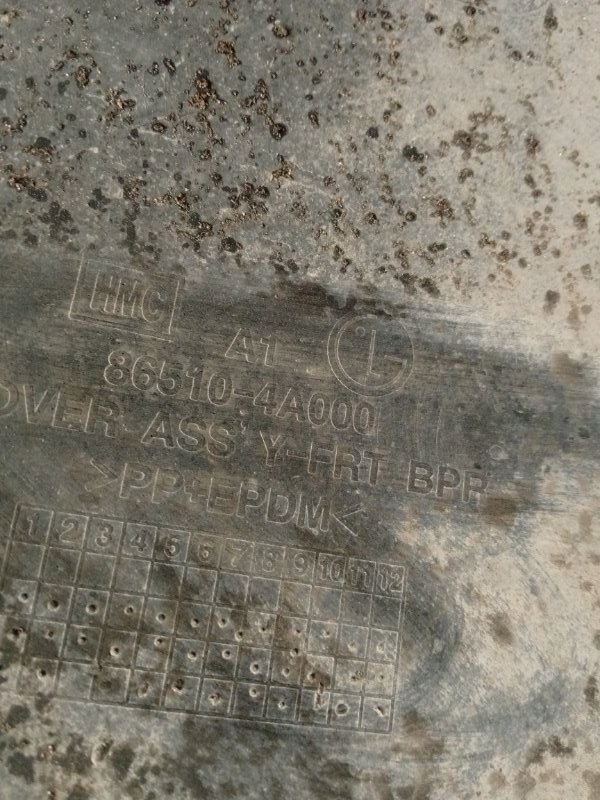 HMC
A1
LG
86510-4A000
OVER ASS'Y-FRT BPR
>PP+EPDM<
1 2 3 4 5 6 7 8 9 10 11 12